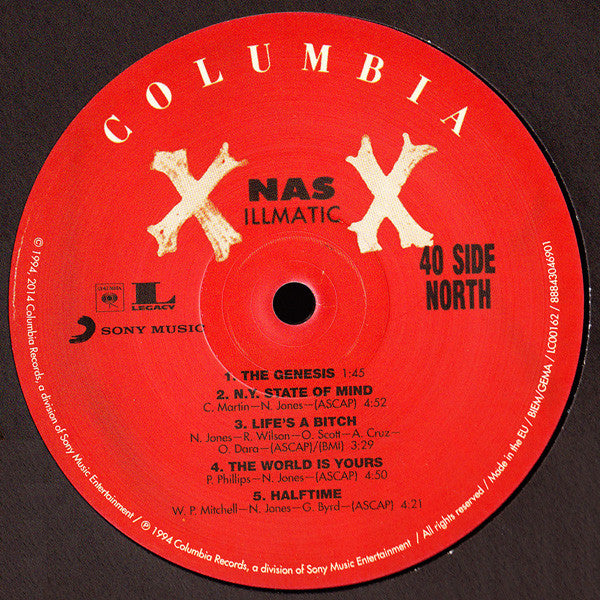 COLUMBIA
NAS
ILLMATIC
40 SIDE
NORTH
LEGACY
SONY MUSIC
1. THE GENESIS 1:45
2. N.Y. STATE OF MIND
C. Martin–N. Jones–(ASCAP) 4:52
3. LIFE'S A BITCH
N. Jones–R. Wilson–O. Scott–A. Cruz–
O. Dara–(ASCAP)/(BMI) 3:29
4. THE WORLD IS YOURS
P. Phillips–N. Jones–(ASCAP) 4:50
5. HALFTIME
W. P. Mitchell–N. Jones–G. Byrd–(ASCAP) 4:21
© 1994, 2014 Columbia Records, a division of Sony Music Entertainment / ℗ 1994 Columbia Records, a division of Sony Music Entertainment / All rights reserved / Made in the EU / BIEM/GEMA / LC00162 / 88843046901